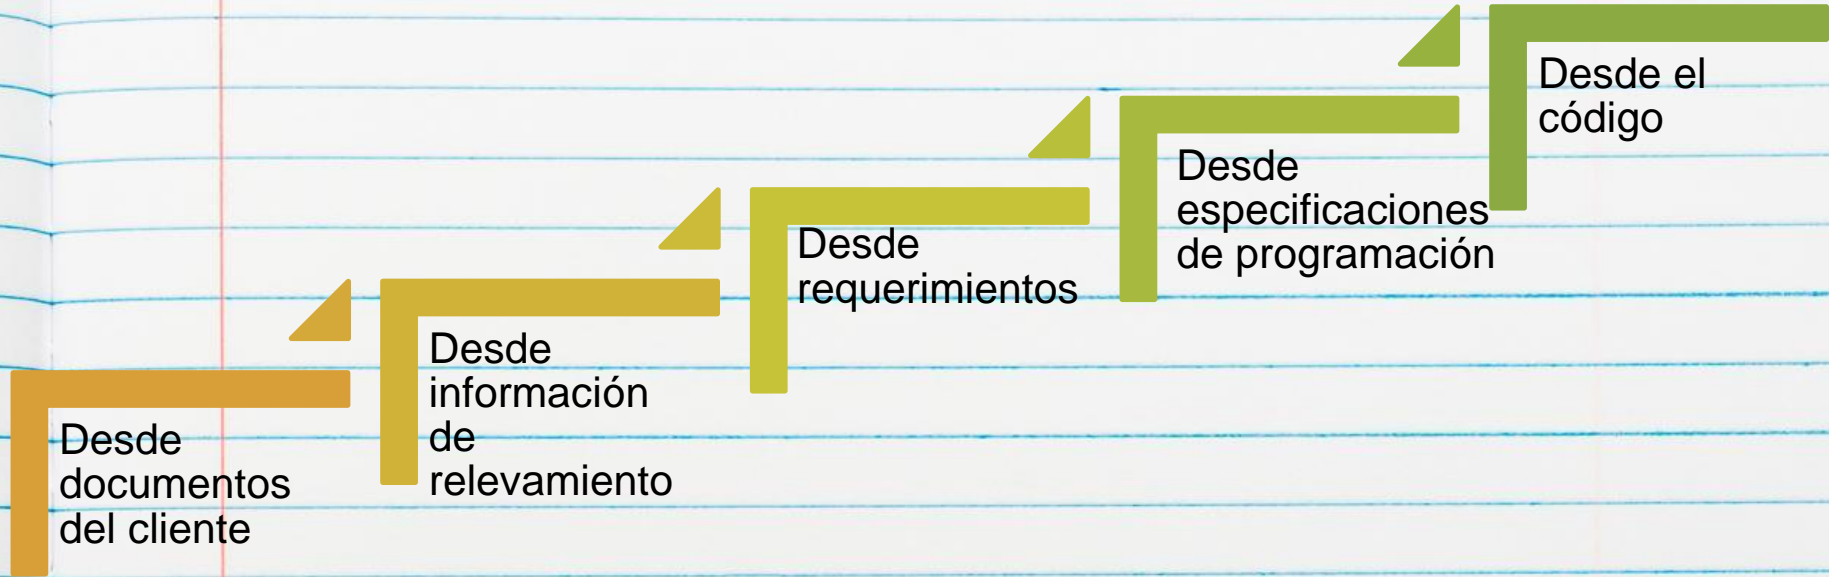 Desde
documentos
del cliente
Desde
información
de
relevamiento
Desde
requerimientos
Desde
especificaciones
de programación
Desde el
código